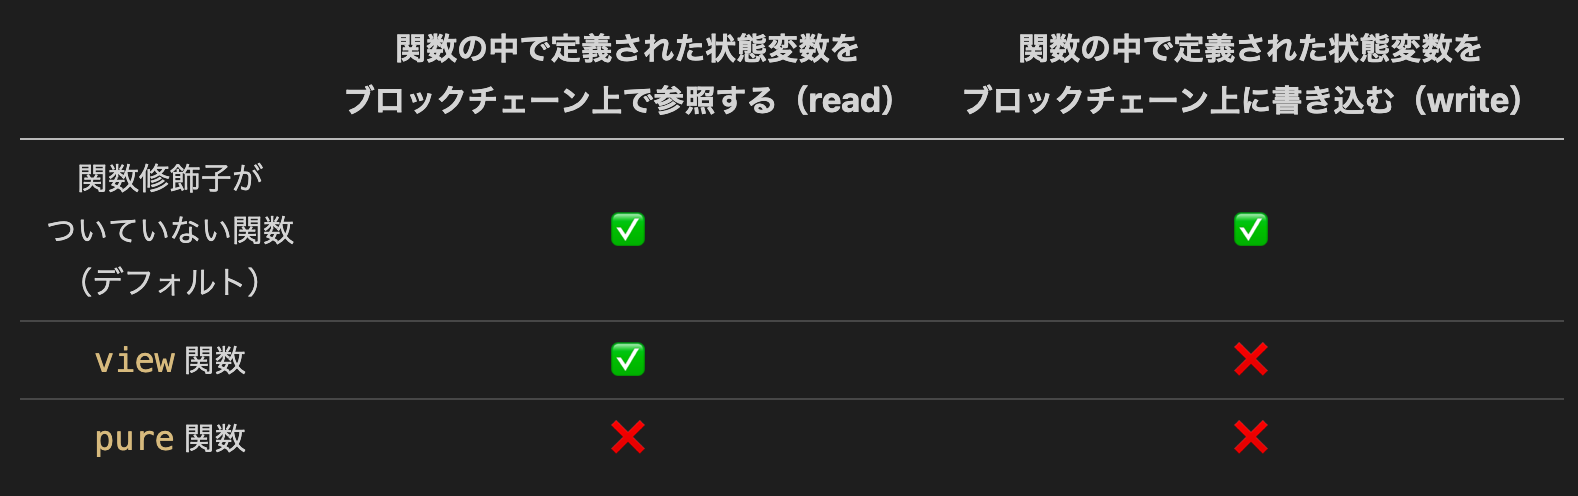 関数の中で定義された状態変数を
ブロックチェーン上で参照する（read）
関数の中で定義された状態変数を
ブロックチェーン上に書き込む（write）
関数修飾子が
ついていない関数
（デフォルト）
✅ ✅
view 関数 ✅ ❌
pure 関数 ❌ ❌